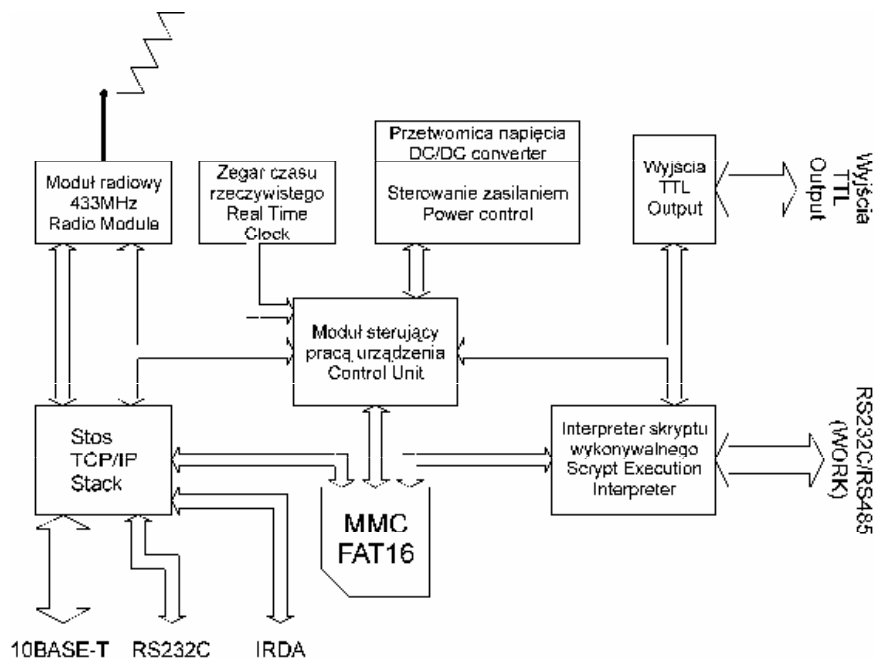 Moduł radiowy
433MHz
Radio Module
Zegar czasu
rzeczywistego
Real Time
Clock
Przetwornica napięcia
DC/DC converter
Sterowanie zasilaniem
Power control
Wyjścia
TTL
Output
Wyjścia
TTL
Output
Moduł sterujący
pracą urządzenia
Control Unit
Stos
TCP/IP
Stack
Interpreter skryptu
wykonywalnego
Scrypt Execution
Interpreter
RS232C/RS485
(WORK)
MMC
FAT16
10BASE-T RS232C IRDA